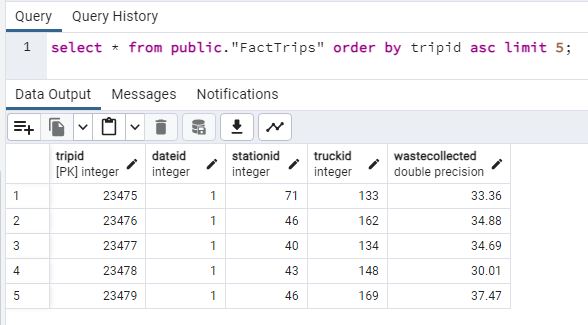 Query Query History
1 select * from public."FactTrips" order by tripid asc limit 5;
Data Output Messages Notifications
tripid dateid stationid truckid wastecollected
[PK] integer integer integer integer double precision
1 23475 1 71 133 33.36
2 23476 1 46 162 34.88
3 23477 1 40 134 34.69
4 23478 1 43 148 30.01
5 23479 1 46 169 37.47